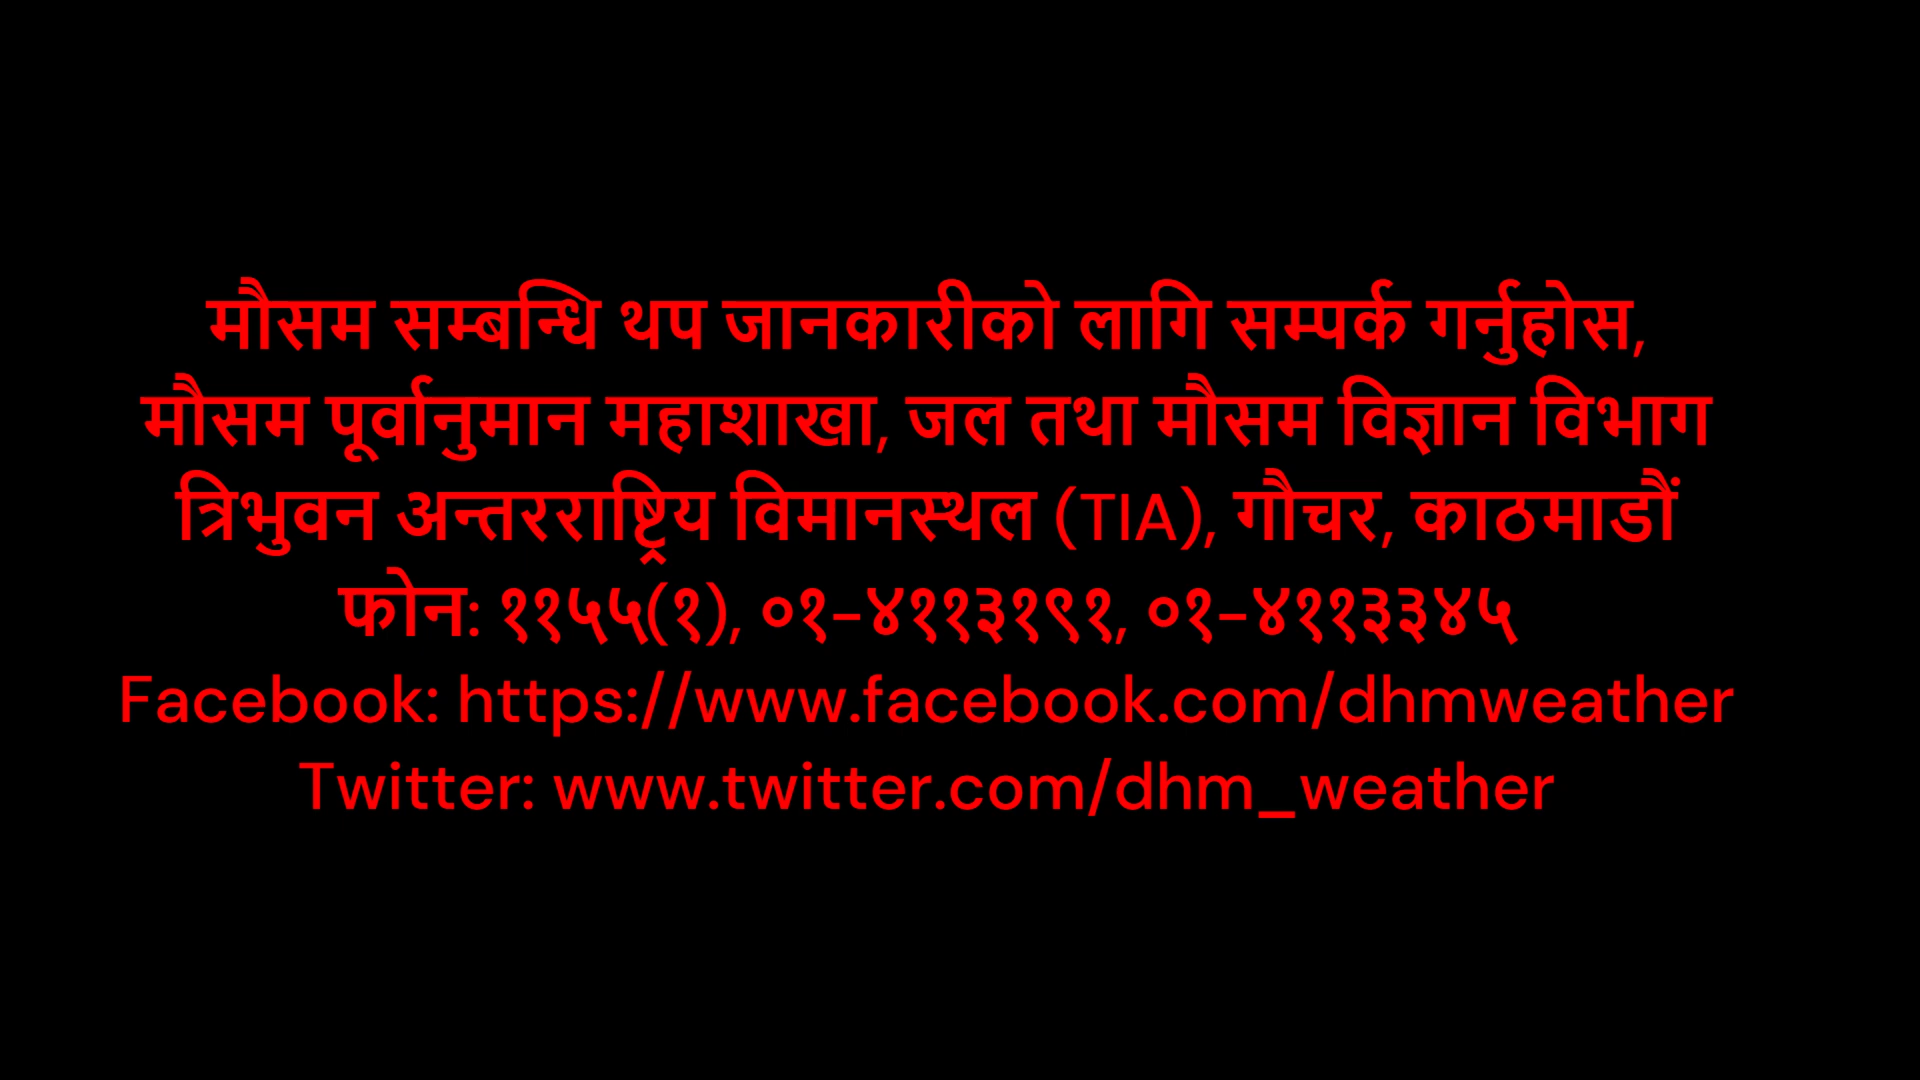 मौसम सम्बन्धि थप जानकारीको लागि सम्पर्क गर्नुहोस,
मौसम पूर्वानुमान महाशाखा, जल तथा मौसम विज्ञान विभाग
त्रिभुवन अन्तरराष्ट्रिय विमानस्थल (TIA), गौचर, काठमाडौं
फोन: ११५५(१), ०१-४११३१९१, ०१-४११३३४५
Facebook: https://www.facebook.com/dhmweather
Twitter: www.twitter.com/dhm_weather